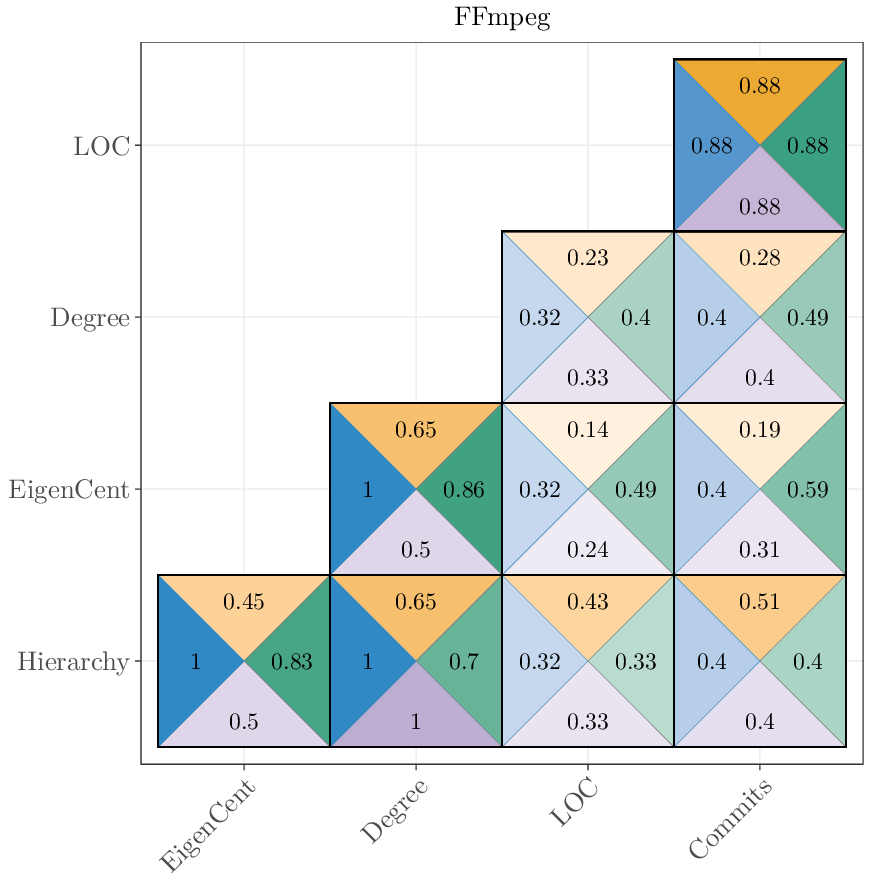 FFmpeg
0.88
LOC 0.88 0.88
0.88
0.23 0.28
Degree 0.32 0.4 0.4 0.49
0.33 0.4
0.65 0.14 0.19
EigenCent 1 0.86 0.32 0.49 0.4 0.59
0.5 0.24 0.31
0.45 0.65 0.43 0.51
Hierarchy 1 0.83 1 0.7 0.32 0.33 0.4 0.4
0.5 1 0.33 0.4
EigenCent Degree LOC Commits